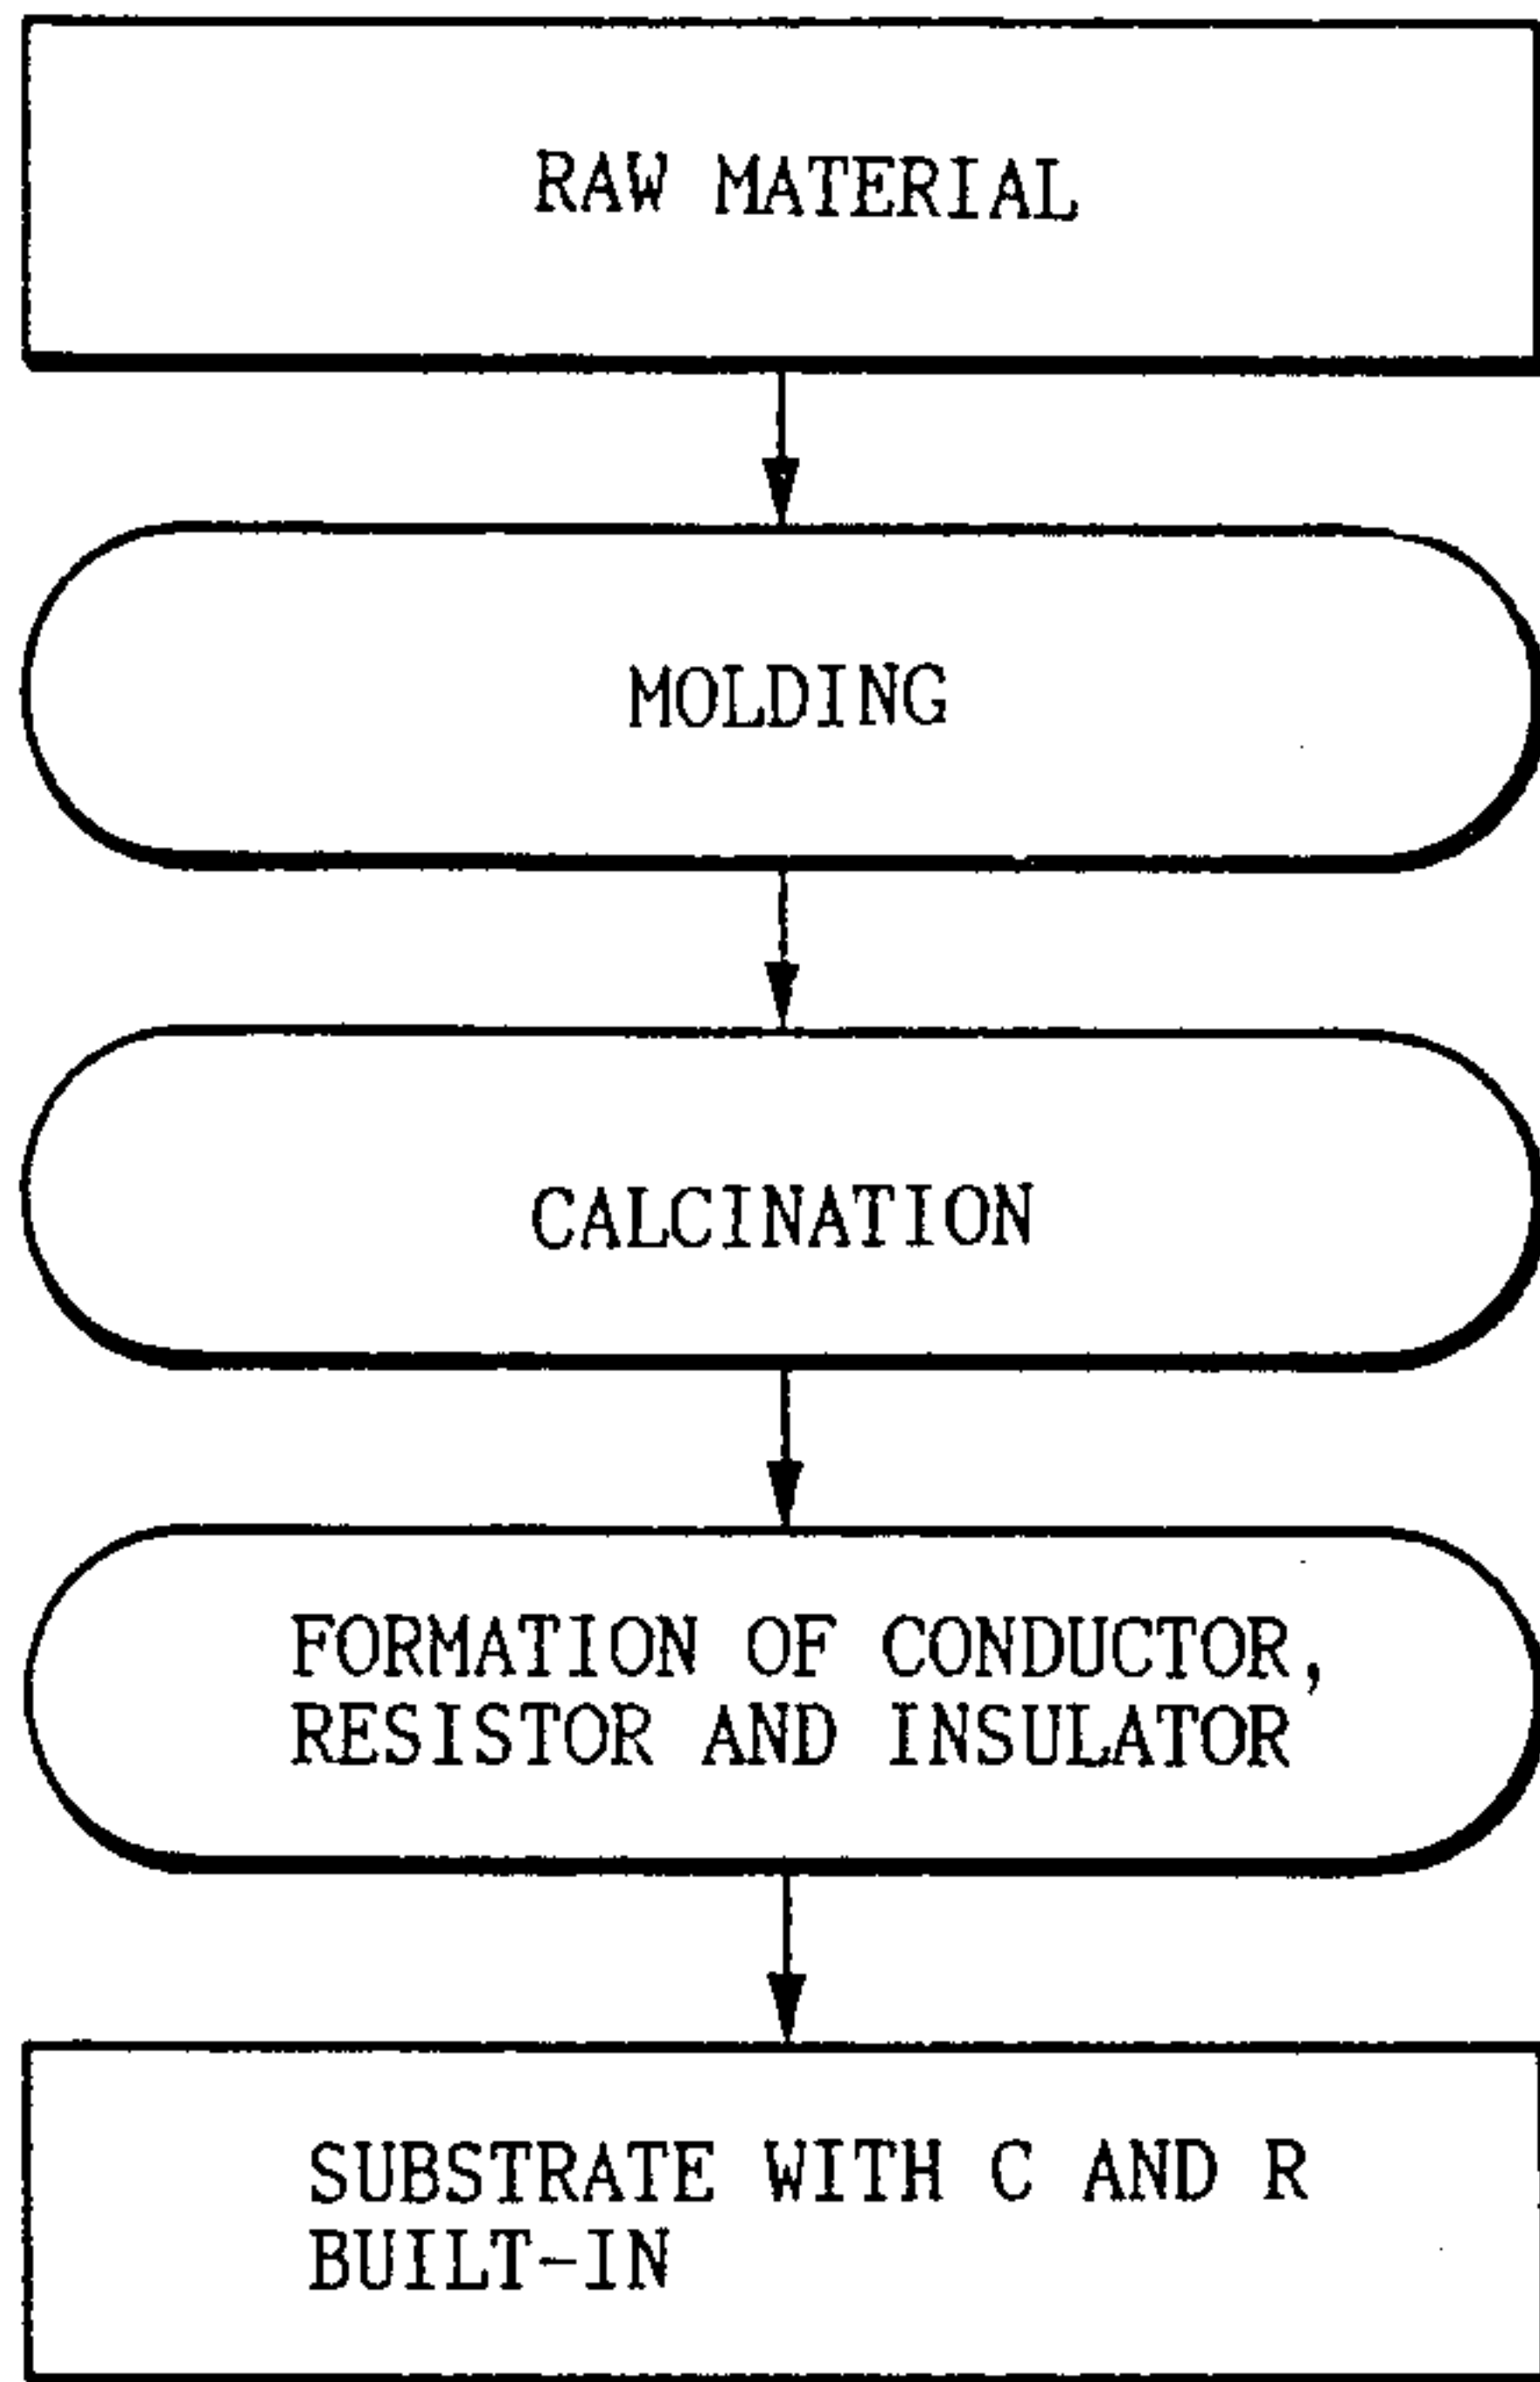 RAW MATERIAL
MOLDING
CALCINATION
FORMATION OF CONDUCTOR,
RESISTOR AND INSULATOR
SUBSTRATE WITH C AND R
BUILT-IN